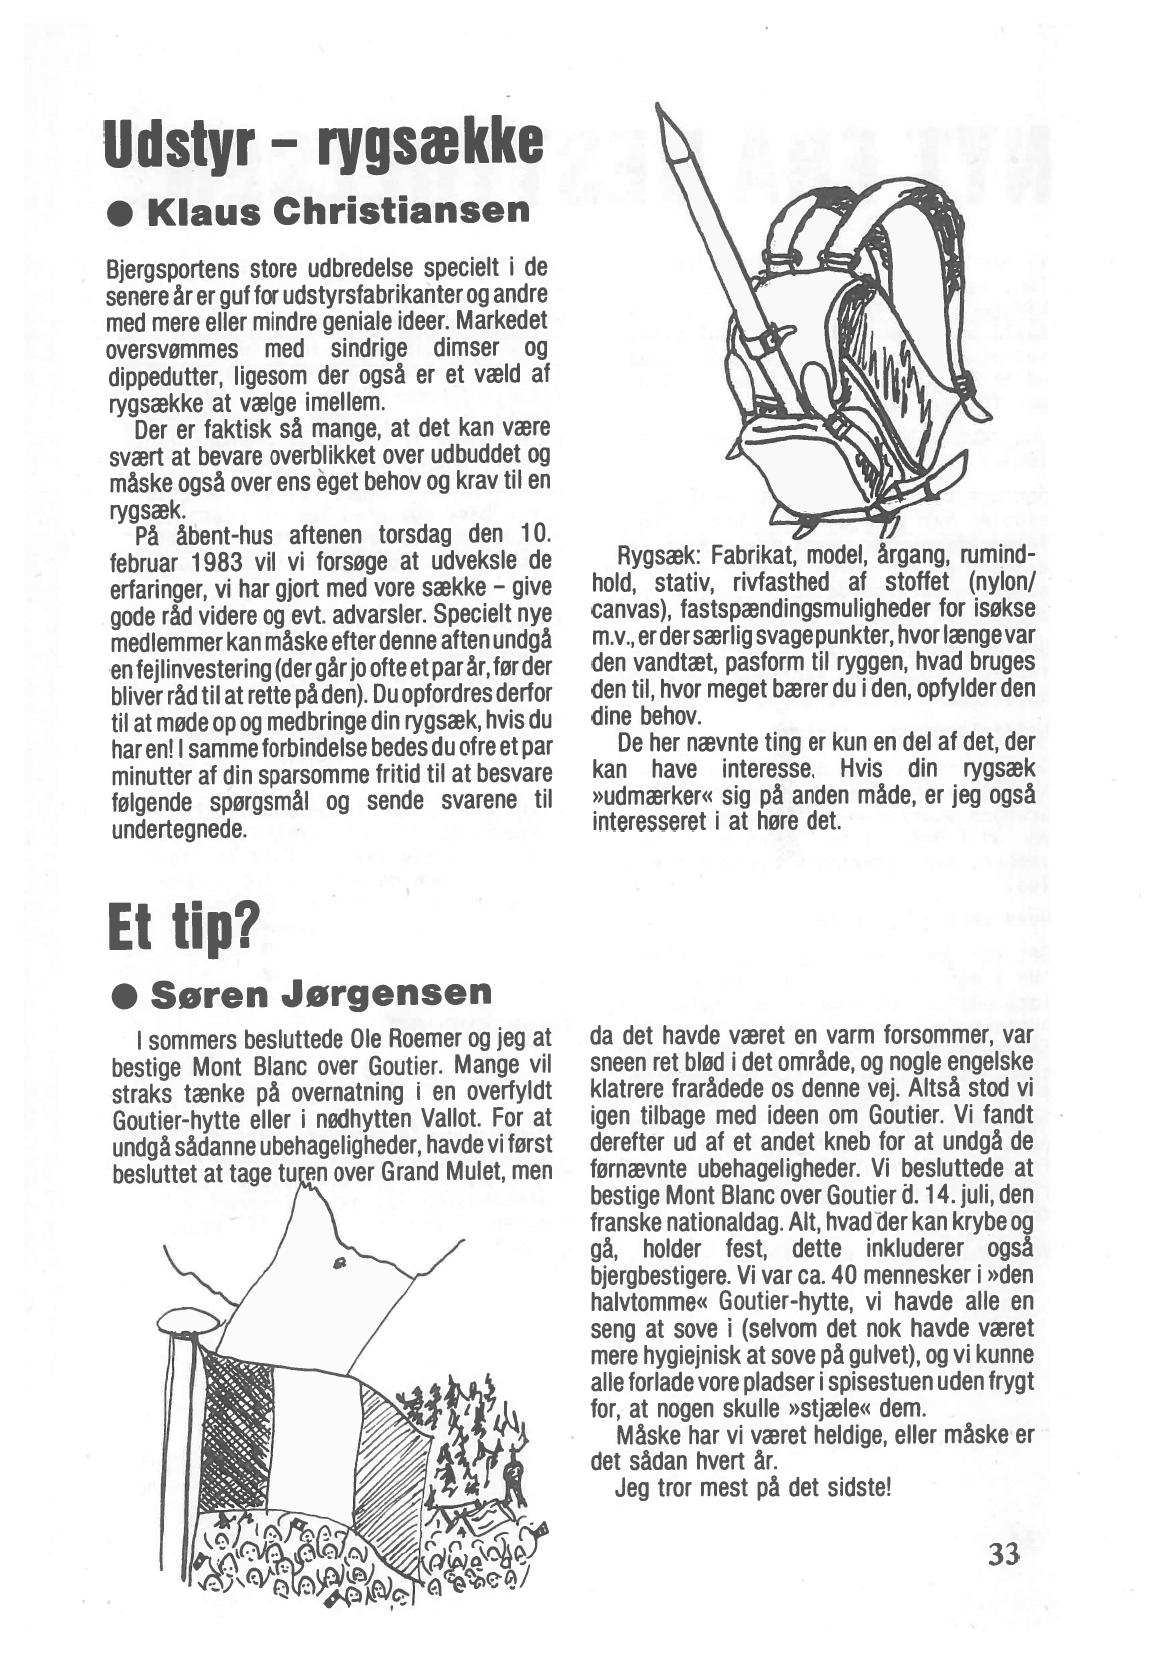 Udstyr – rygsække
● Klaus Christiansen
Bjergsportens store udbredelse specielt i de
senere år er guf for udstyrsfabrikanter og andre
med mere eller mindre geniale ideer. Markedet
oversvømmes med sindrige dimser og
dippedutter, ligesom der også er et væld af
rygsække at vælge imellem.
Der er faktisk så mange, at det kan være
svært at bevare overblikket over udbuddet og
måske også over ens èget behov og krav til en
rygsæk.
På åbent-hus aftenen torsdag den 10.
februar 1983 vil vi forsøge at udveksle de
erfaringer, vi har gjort med vore sække – give
gode råd videre og evt. advarsler. Specielt nye
medlemmer kan måske efter denne aften undgå
en fejlinvestering (der går jo ofte et par år, før der
bliver råd til at rette på den). Du opfordres derfor
til at møde op og medbringe din rygsæk, hvis du
har en! I samme forbindelse bedes du ofre et par
minutter af din sparsomme fritid til at besvare
følgende spørgsmål og sende svarene til
undertegnede.
Rygsæk: Fabrikat, model, årgang, rumind-
hold, stativ, rivfasthed af stoffet (nylon/
canvas), fastspændingsmuligheder for isøkse
m.v., er der særlig svage punkter, hvor længe var
den vandtæt, pasform til ryggen, hvad bruges
den til, hvor meget bærer du i den, opfylder den
dine behov.
De her nævnte ting er kun en del af det, der
kan have interesse. Hvis din rygsæk
»udmærker« sig på anden måde, er jeg også
interesseret i at høre det.
Et tip?
● Søren Jørgensen
I sommers besluttede Ole Roemer og jeg at
bestige Mont Blanc over Goutier. Mange vil
straks tænke på overnatning i en overfyldt
Goutier-hytte eller i nødhytten Vallot. For at
undgå sådanne ubehageligheder, havde vi først
besluttet at tage turen over Grand Mulet, men
da det havde været en varm forsommer, var
sneen ret blød i det område, og nogle engelske
klatrere frarådede os denne vej. Altså stod vi
igen tilbage med ideen om Goutier. Vi fandt
derefter ud af et andet kneb for at undgå de
førnævnte ubehageligheder. Vi besluttede at
bestige Mont Blanc over Goutier d. 14. juli, den
franske nationaldag. Alt, hvad der kan krybe og
gå, holder fest, dette inkluderer også
bjergbestigere. Vi var ca. 40 mennesker i »den
halvtomme« Goutier-hytte, vi havde alle en
seng at sove i (selvom det nok havde været
mere hygiejnisk at sove på gulvet), og vi kunne
alle forlade vore pladser i spisestuen uden frygt
for, at nogen skulle »stjæle« dem.
Måske har vi været heldige, eller måske er
det sådan hvert år.
Jeg tror mest på det sidste!
33